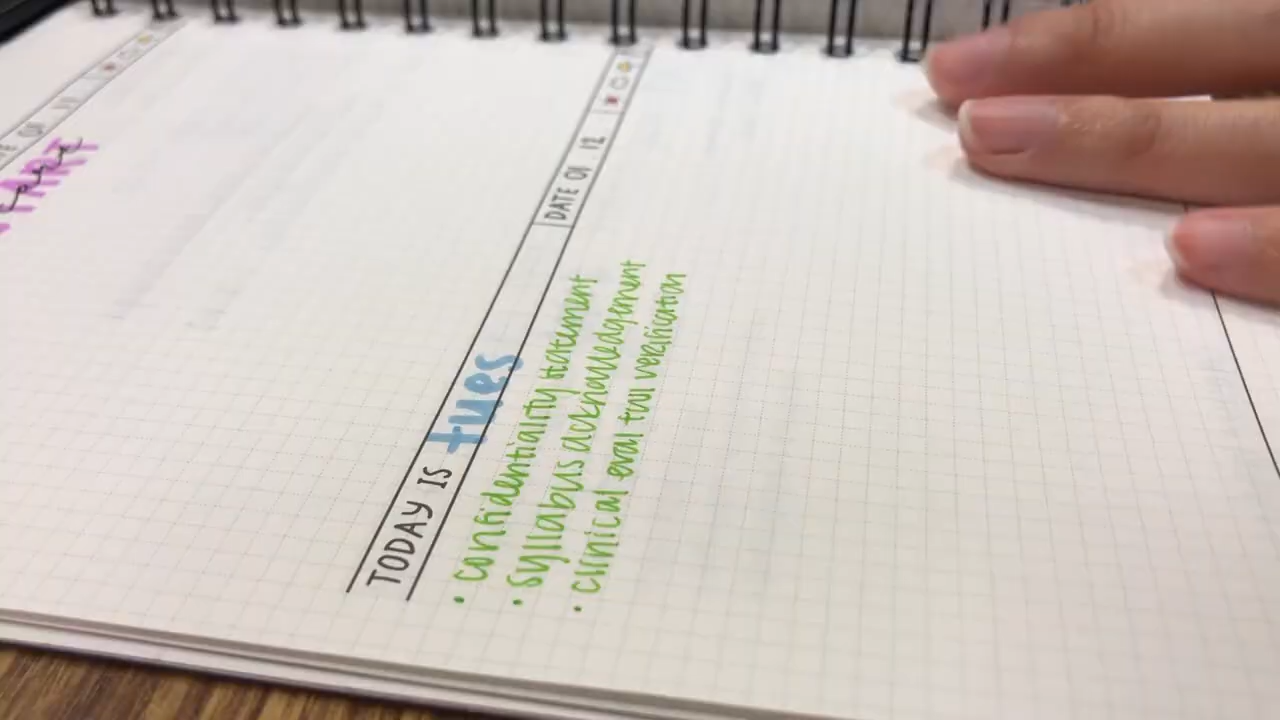 TODAY IS tues DATE 01 12
• confidentiality statement
• syllabus acknowledgement
• clinical eval tool verification